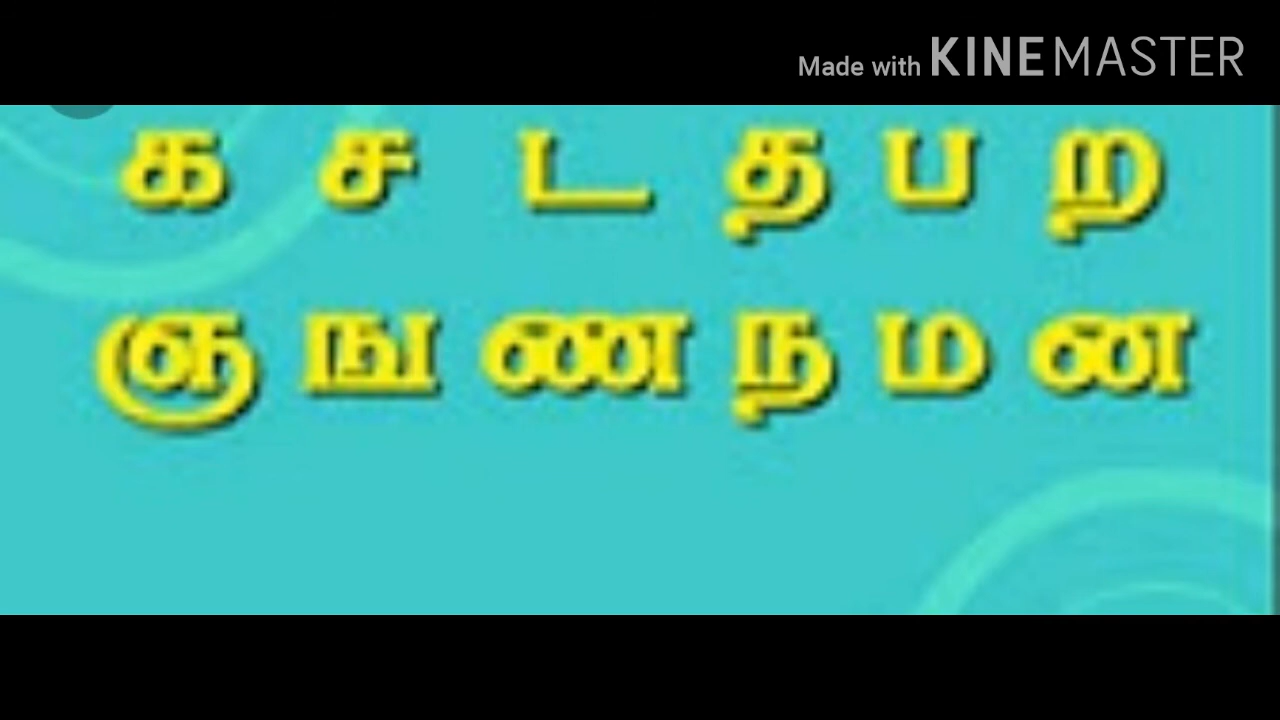 Made with KINEMASTER
க ச ட த ப ற
ஞ ங ண ந ம ன